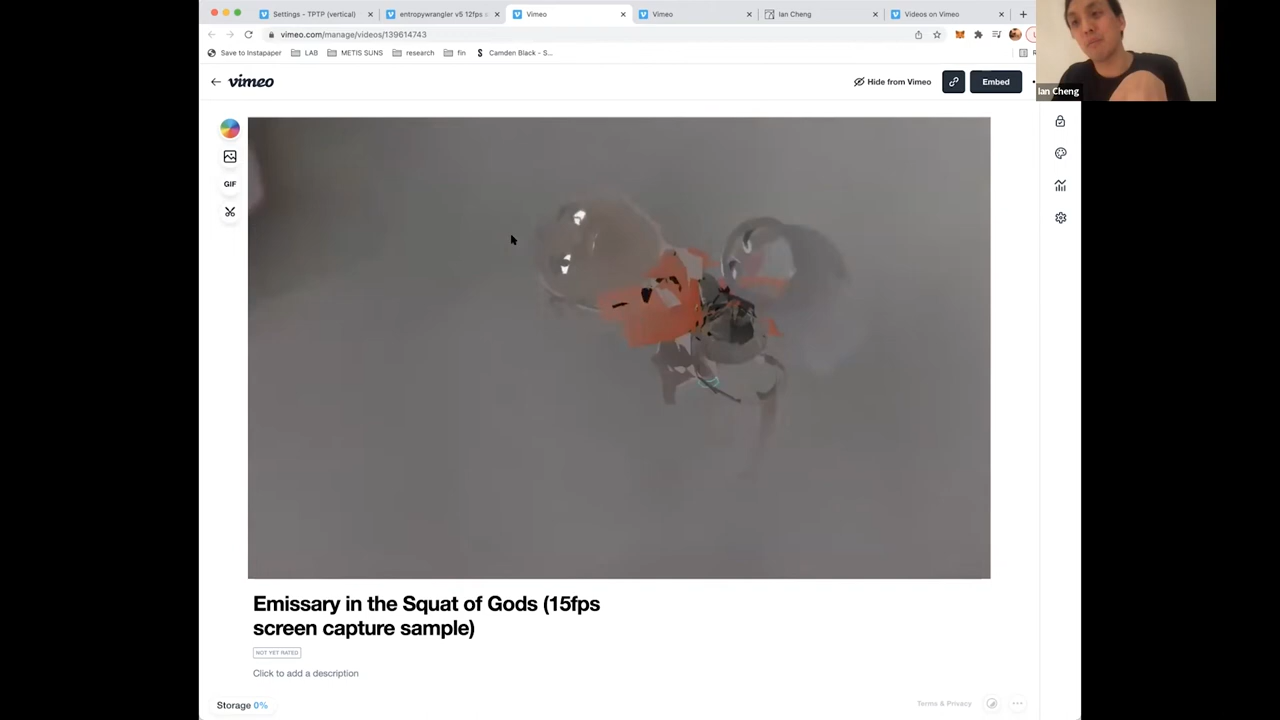 Settings - TPTP (vertical)
entropywrangler v5 12fps s
Vimeo
Vimeo
Ian Cheng
Videos on Vimeo
vimeo.com/manage/videos/139614743
Save to Instapaper
LAB
METIS SUNS
research
fin
Camden Black - S...
vimeo
Hide from Vimeo
Embed
Ian Cheng
GIF
Emissary in the Squat of Gods (15fps
screen capture sample)
NOT YET RATED
Click to add a description
Storage 0%
Terms & Privacy